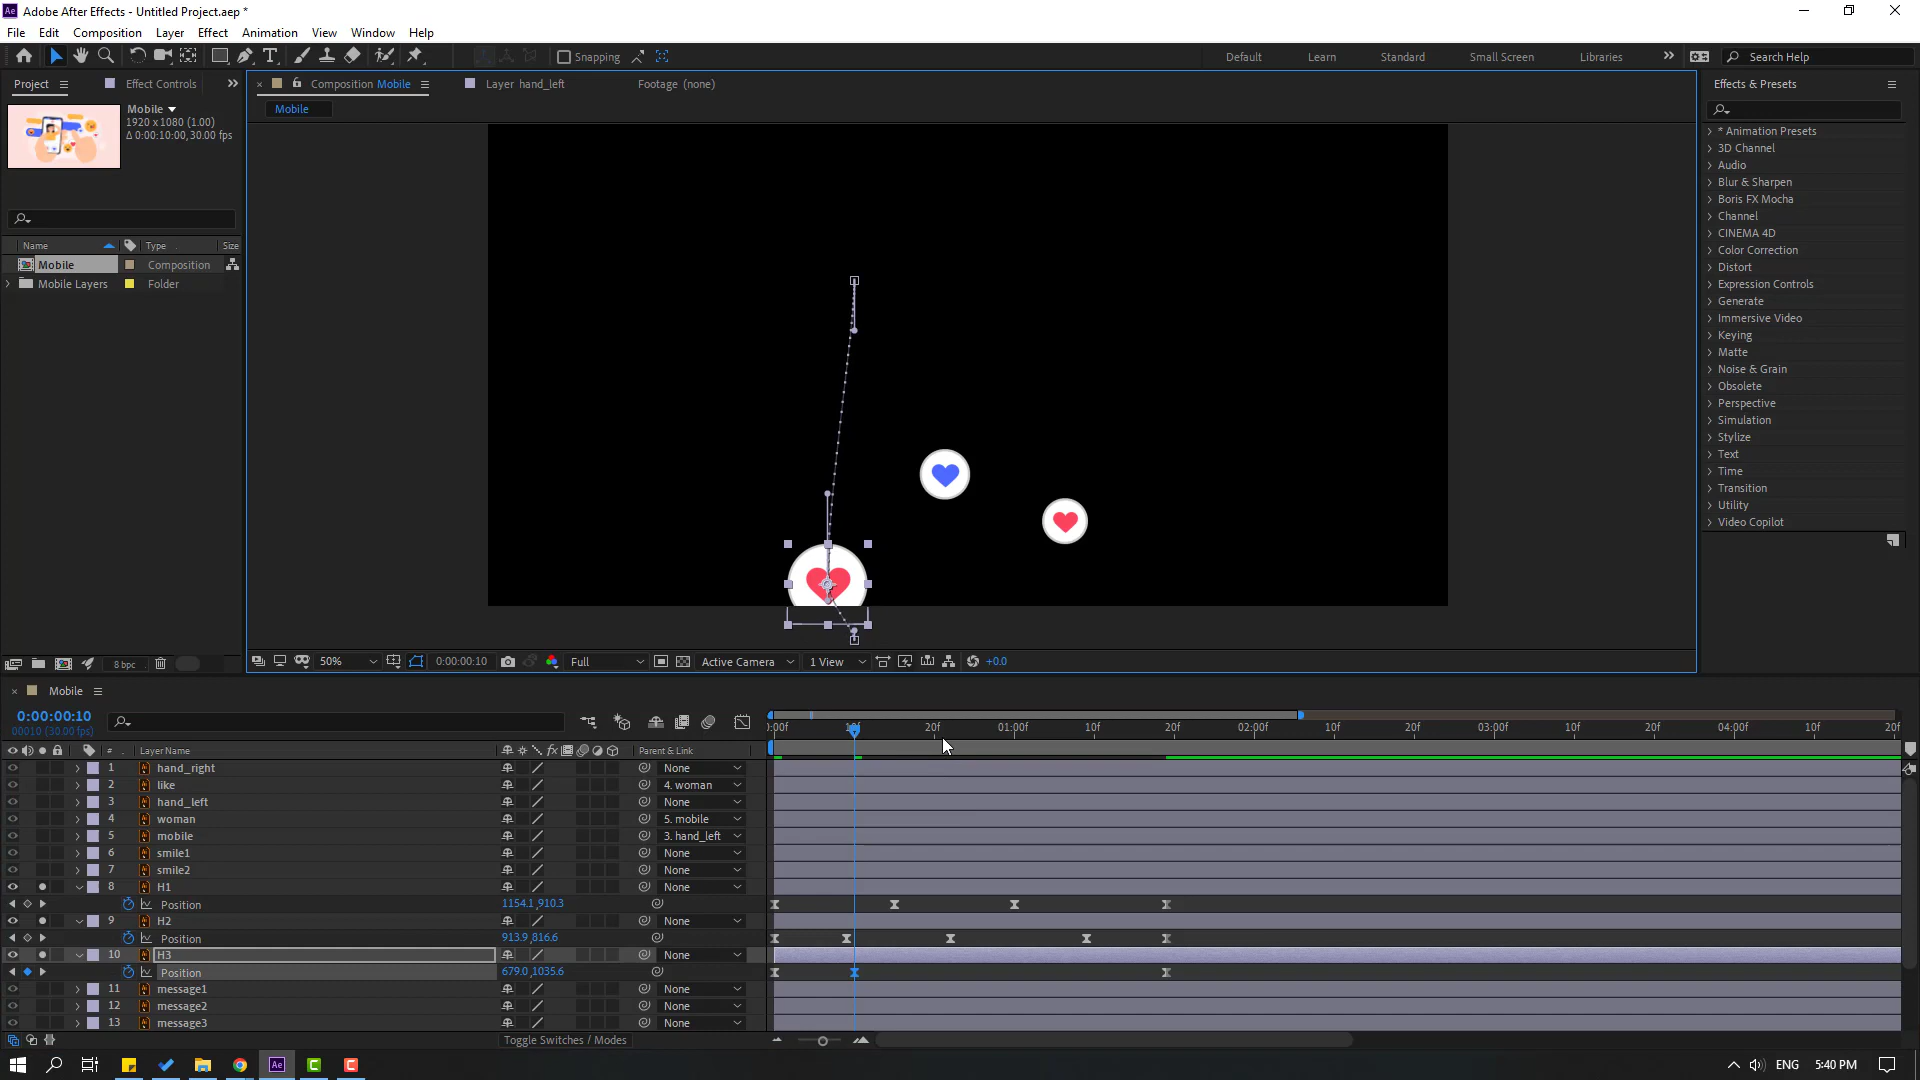 Adobe After Effects - Untitled Project.aep *
File Edit Composition Layer Effect Animation View Window Help
Snapping
Default Learn Standard Small Screen Libraries
Search Help
Project
Effect Controls
Composition Mobile
Layer hand_left
Footage (none)
Effects & Presets
Mobile
1920 x 1080 (1.00)
Δ 0:00:10:00, 30.00 fps
Mobile
Name Type Size
Mobile Composition
Mobile Layers Folder
* Animation Presets
3D Channel
Audio
Blur & Sharpen
Boris FX Mocha
Channel
CINEMA 4D
Color Correction
Distort
Expression Controls
Generate
Immersive Video
Keying
Matte
Noise & Grain
Obsolete
Perspective
Simulation
Stylize
Text
Time
Transition
Utility
Video Copilot
8 bpc
50% 0:00:00:10 Full Active Camera 1 View +0.0
Mobile
0:00:00:10
00010 (30.00 fps)
:00f 10f 20f 01:00f 10f 20f 02:00f 10f 20f 03:00f 10f 20f 04:00f 10f 20f
# Layer Name Parent & Link
1 hand_right None
2 like 4. woman
3 hand_left None
4 woman 5. mobile
5 mobile 3. hand_left
6 smile1 None
7 smile2 None
8 H1 None
Position 1154.1,910.3
9 H2 None
Position 913.9,816.6
10 H3 None
Position 679.0,1035.6
11 message1 None
12 message2 None
13 message3 None
Toggle Switches / Modes
ENG 5:40 PM